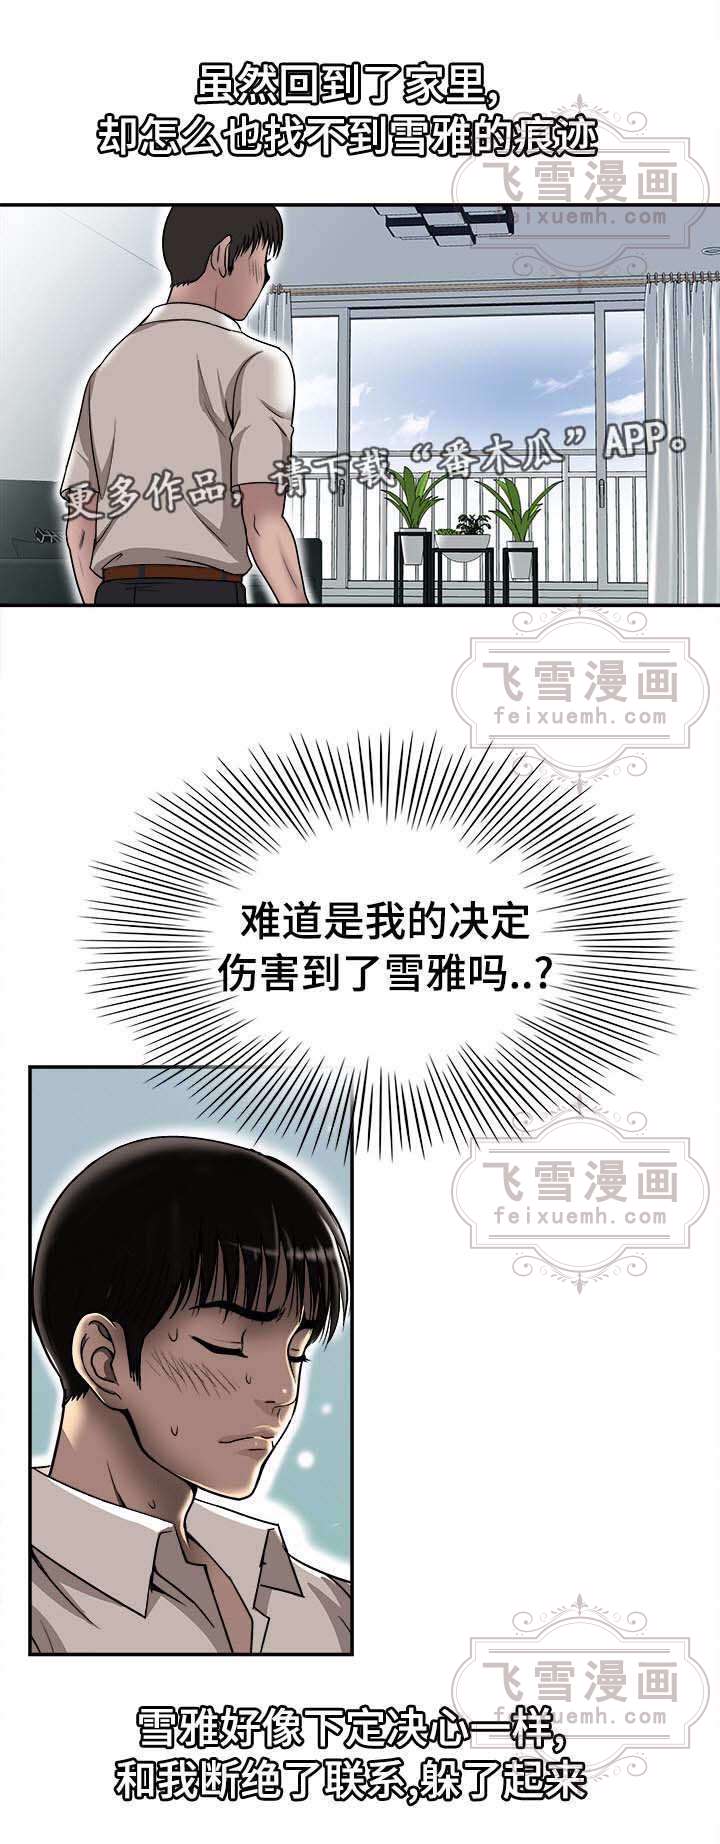 虽然回到了家里,
却怎么也找不到雪雅的痕迹
飞雪漫画
feixuemh.com
更多作品，请下载“番木瓜”APP。
飞雪漫画
feixuemh.com
难道是我的决定
伤害到了雪雅吗..?
飞雪漫画
feixuemh.com
飞雪漫画
feixuemh.com
雪雅好像下定决心一样,
和我断绝了联系,躲了起来